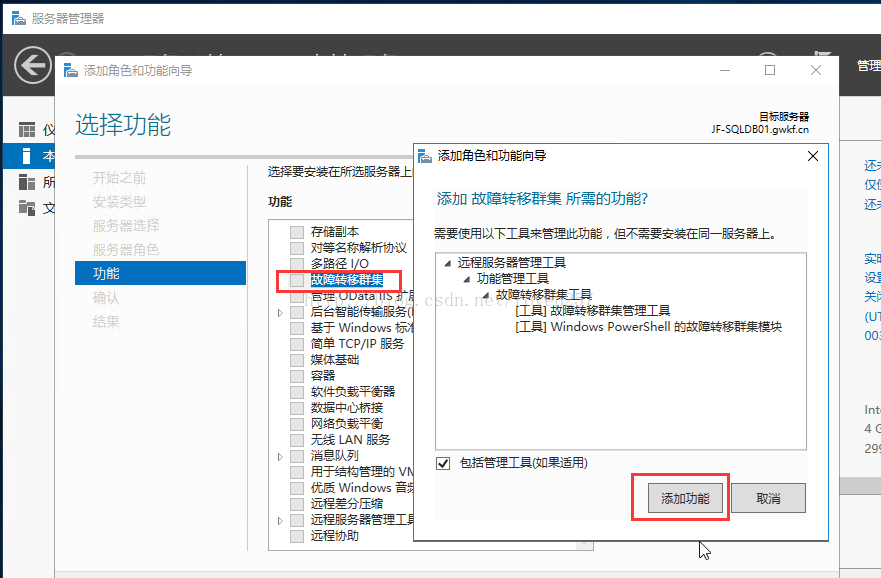 服务器管理器
管理
添加角色和功能向导
选择功能
目标服务器
JF-SQLDB01.gwkf.cn
开始之前
安装类型
服务器选择
服务器角色
功能
确认
结果
选择要安装在所选服务器上
功能
存储副本
对等名称解析协议
多路径 I/O
故障转移群集
管理 OData IIS 扩展
后台智能传输服务(
基于 Windows 标准
简单 TCP/IP 服务
媒体基础
容器
软件负载平衡器
数据中心桥接
网络负载平衡
无线 LAN 服务
消息队列
用于结构管理的 VM
优质 Windows 音频
远程差分压缩
远程服务器管理工具
远程协助
添加角色和功能向导
添加 故障转移群集 所需的功能?
需要使用以下工具来管理此功能，但不需要安装在同一服务器上。
远程服务器管理工具
功能管理工具
故障转移群集工具
[工具] 故障转移群集管理工具
[工具] Windows PowerShell 的故障转移群集模块
包括管理工具(如果适用)
添加功能
取消
仪
本
所
文
还未
仅使
还未
实时
设置
关闭
(UT
003
Inte
4 G
299